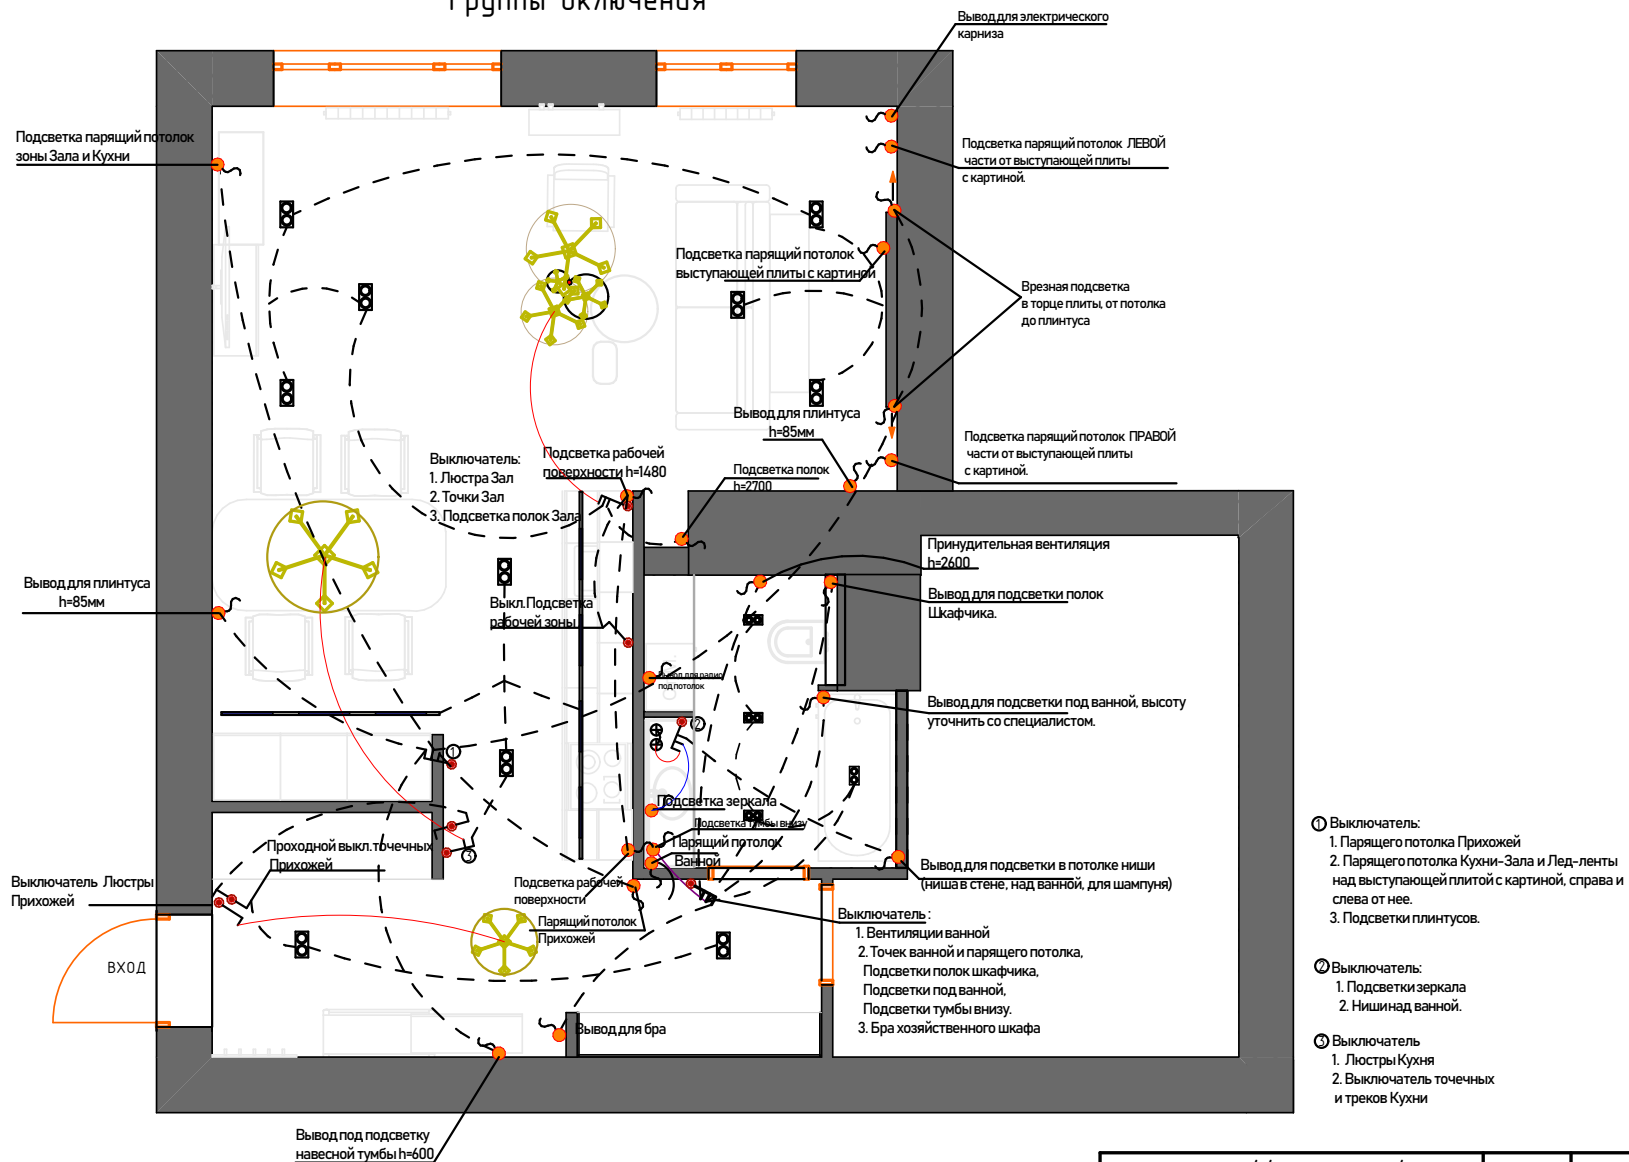 Группы включения
Вывод для электрического
карниза
Подсветка парящий потолок
зоны Зала и Кухни
Подсветка парящий потолок ЛЕВОЙ
части от выступающей плиты
с картиной.
Подсветка парящий потолок
выступающей плиты с картиной
Врезная подсветка
в торце плиты, от потолка
до плинтуса
Вывод для плинтуса
h=85мм
Подсветка парящий потолок ПРАВОЙ
части от выступающей плиты
с картиной.
Выключатель:
1. Люстра Зал
2. Точки Зал
3. Подсветка полок Зала
Подсветка рабочей
поверхности h=1480
Подсветка полок
h=2700
Принудительная вентиляция
h=2600
Вывод для плинтуса
h=85мм
Выкл.Подсветка
рабочей зоны
Вывод для подсветки полок
Шкафчика.
Вывод для радио
под потолок
Вывод для подсветки под ванной, высоту
уточнить со специалистом.
1
2
3
Подсветка зеркала
Подсветка тумбы внизу
Парящий потолок
Ванной
Проходной выкл.точечных
Прихожей
Выключатель Люстры
Прихожей
Подсветка рабочей
поверхности
Парящий потолок
Прихожей
Вывод для подсветки в потолке ниши
(ниша в стене, над ванной, для шампуня)
Выключатель:
1. Вентиляции ванной
2. Точек ванной и парящего потолка,
Подсветки полок шкафчика,
Подсветки под ванной,
Подсветки тумбы внизу.
3. Бра хозяйственного шкафа
ВХОД
Вывод для бра
Вывод под подсветку
навесной тумбы h=600
1 Выключатель:
1. Парящего потолка Прихожей
2. Парящего потолка Кухни-Зала и Лед-ленты
над выступающей плитой с картиной, справа и
слева от нее.
3. Подсветки плинтусов.
2 Выключатель:
1. Подсветки зеркала
2. Ниши над ванной.
3 Выключатель
1. Люстры Кухня
2. Выключатель точечных
и треков Кухни